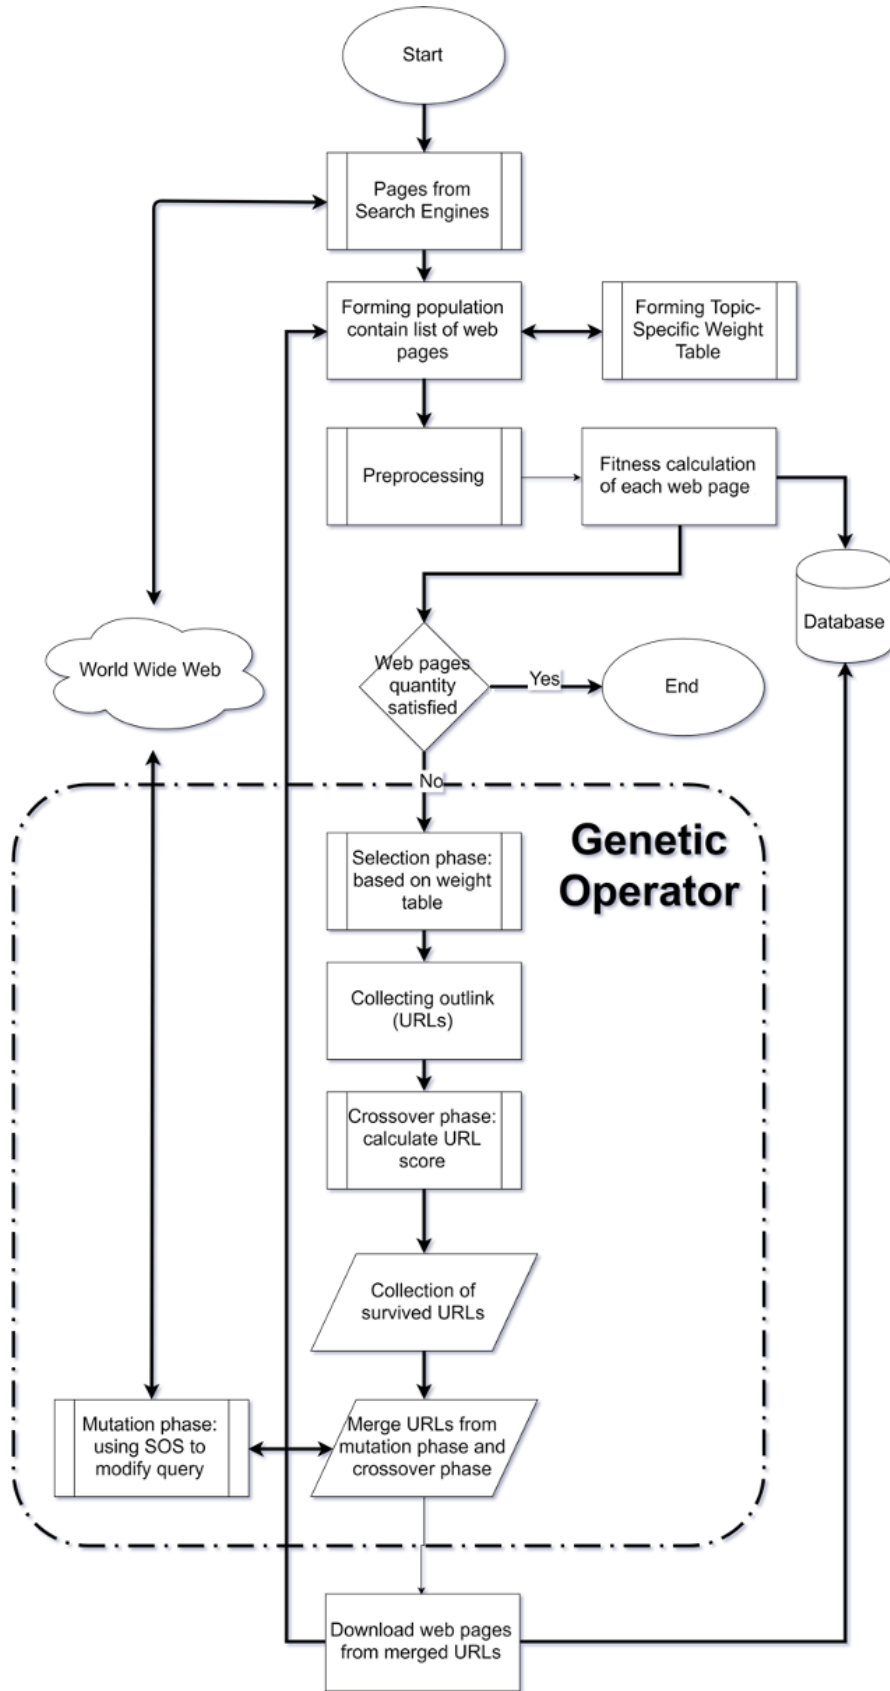 Start
Pages from
Search Engines
Forming population
contain list of web
pages
Forming Topic-
Specific Weight
Table
Preprocessing
Fitness calculation
of each web page
Database
World Wide Web
Web pages
quantity
satisfied
Yes
End
No
Genetic
Operator
Selection phase:
based on weight
table
Collecting outlink
(URLs)
Crossover phase:
calculate URL
score
Collection of
survived URLs
Mutation phase:
using SOS to
modify query
Merge URLs from
mutation phase and
crossover phase
Download web pages
from merged URLs